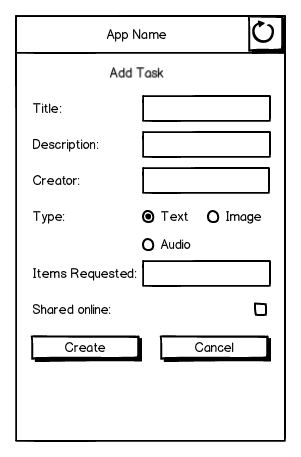 App Name
Add Task
Title:
Description:
Creator:
Type: Text Image
Audio
Items Requested:
Shared online:
Create Cancel